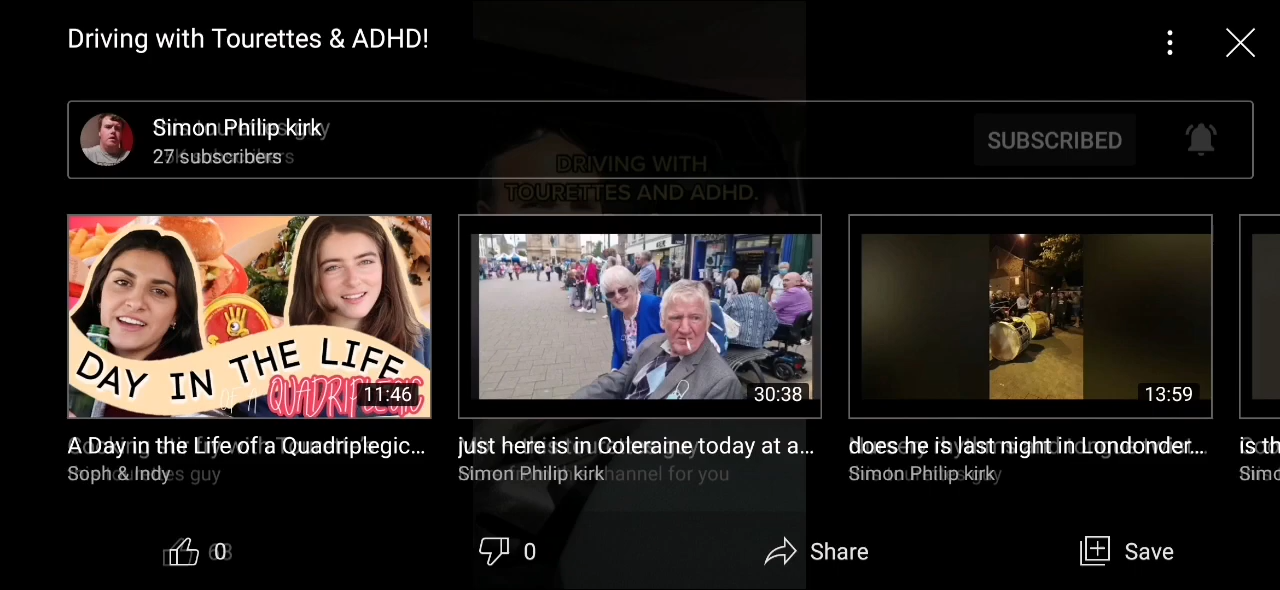 Driving with Tourettes & ADHD!
Simon Philip kirk
27 subscribers
SUBSCRIBED
DRIVING WITH
TOURETTES AND ADHD.
DAY IN THE LIFE
OF A QUADRIPLEGIC
11:46
30:38
13:59
A Day in the Life of a Quadriplegic...
just here is in Coleraine today at a...
does he is last night in Londonder...
Soph & Indy
Simon Philip kirk
Simon Philip kirk
0
0
Share
Save